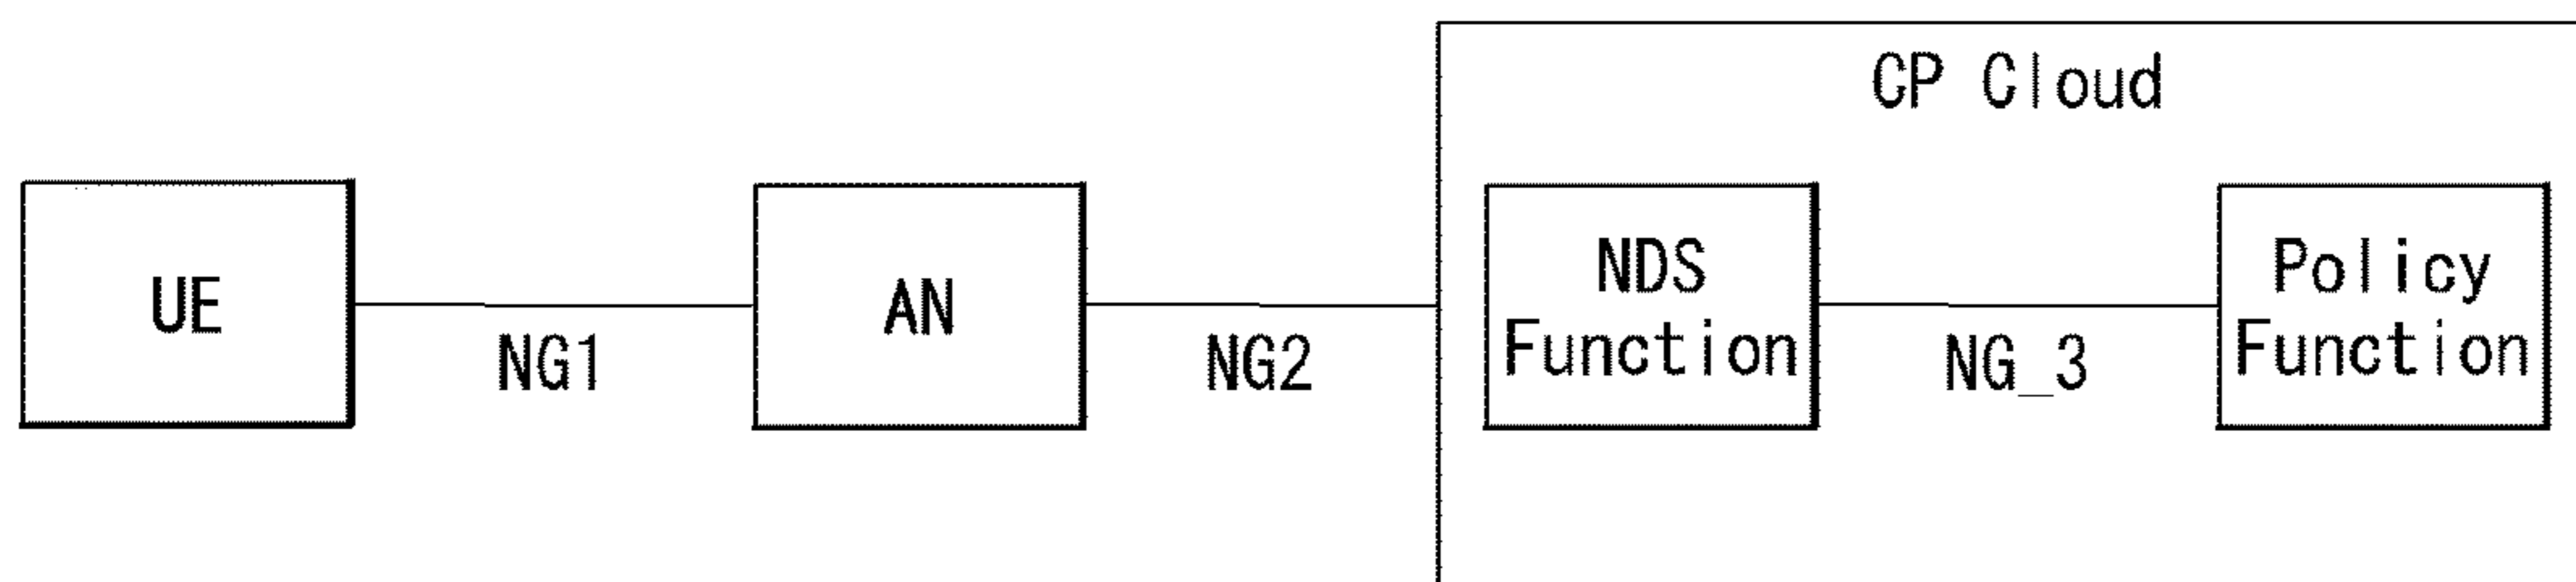 CP Cloud
UE
NG1
AN
NG2
NDS
Function
NG_3
Policy
Function